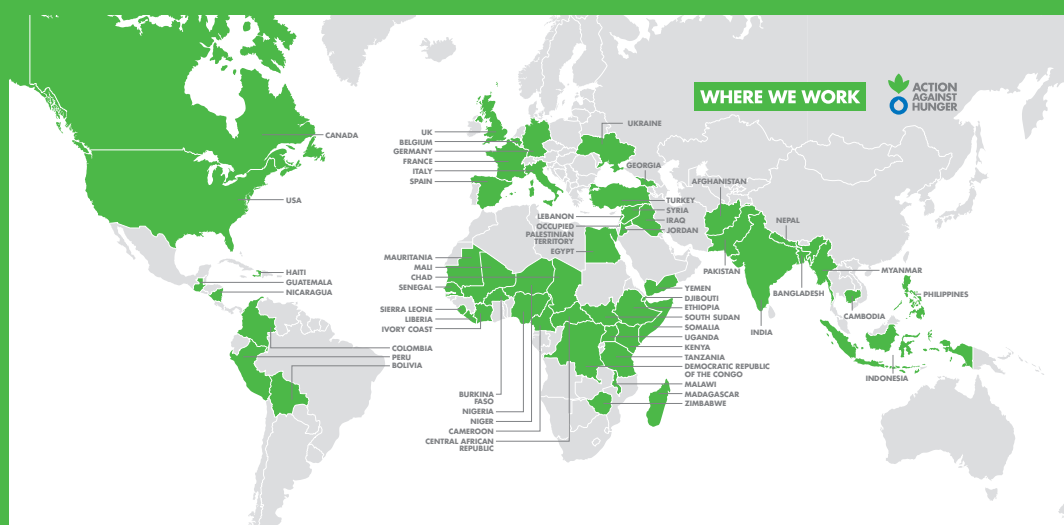 WHERE WE WORK
ACTION
AGAINST
HUNGER
CANADA
USA
HAITI
GUATEMALA
NICARAGUA
COLOMBIA
PERU
BOLIVIA
UK
BELGIUM
GERMANY
FRANCE
ITALY
SPAIN
UKRAINE
GEORGIA
TURKEY
SYRIA
IRAQ
JORDAN
LEBANON
OCCUPIED
PALESTINIAN
TERRITORY
EGYPT
MAURITANIA
MALI
CHAD
SENEGAL
SIERRA LEONE
LIBERIA
IVORY COAST
BURKINA
FASO
NIGERIA
NIGER
CAMEROON
CENTRAL AFRICAN
REPUBLIC
YEMEN
DJIBOUTI
ETHIOPIA
SOUTH SUDAN
SOMALIA
UGANDA
KENYA
TANZANIA
DEMOCRATIC REPUBLIC
OF THE CONGO
MALAWI
MADAGASCAR
ZIMBABWE
AFGHANISTAN
NEPAL
PAKISTAN
BANGLADESH
INDIA
MYANMAR
PHILIPPINES
CAMBODIA
INDONESIA